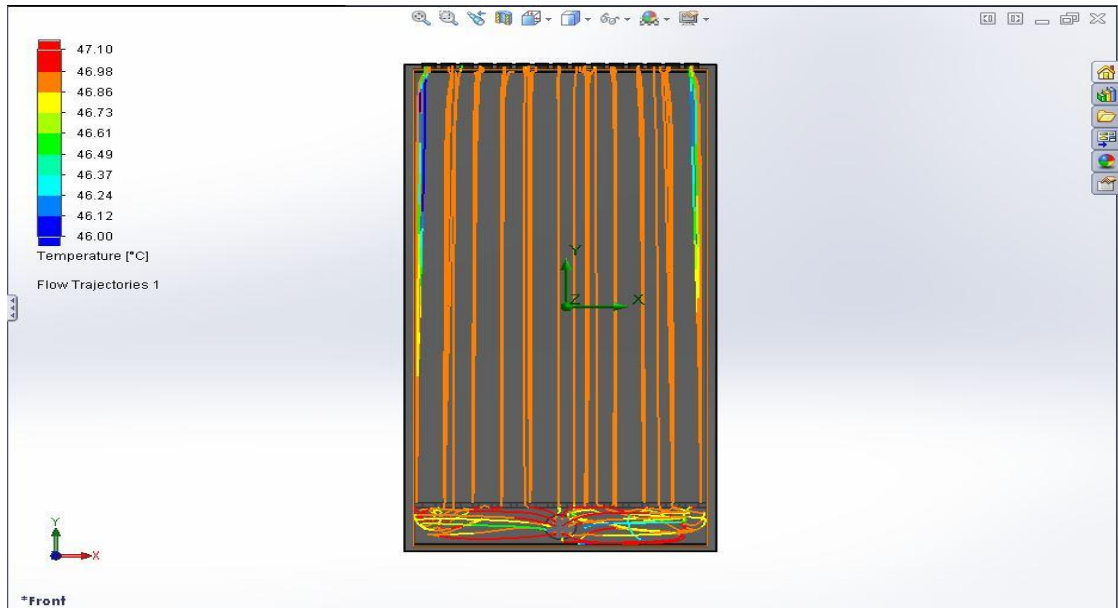 47.10
46.98
46.86
46.73
46.61
46.49
46.37
46.24
46.12
46.00
Temperature [°C]
Flow Trajectories 1
Y
Z X
Y
X
*Front